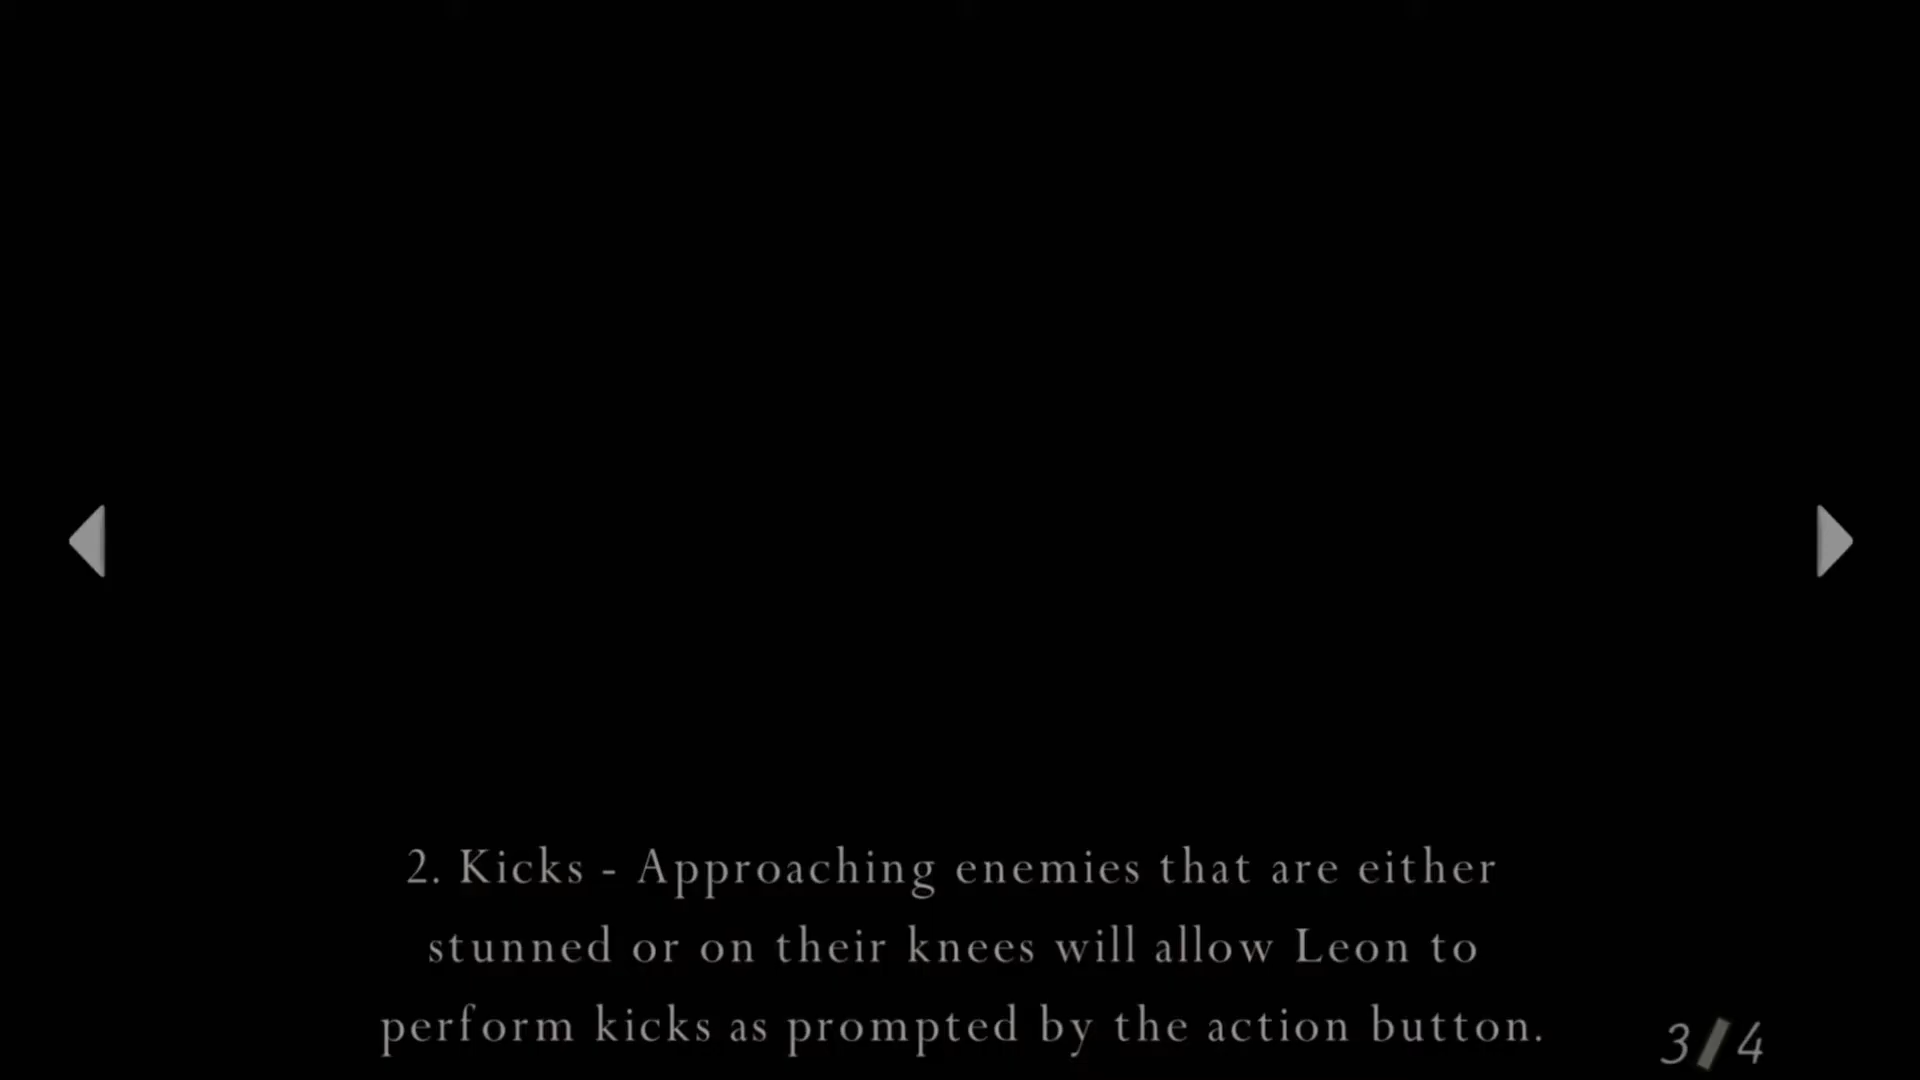 2. Kicks - Approaching enemies that are either
stunned or on their knees will allow Leon to
perform kicks as prompted by the action button.
3/4